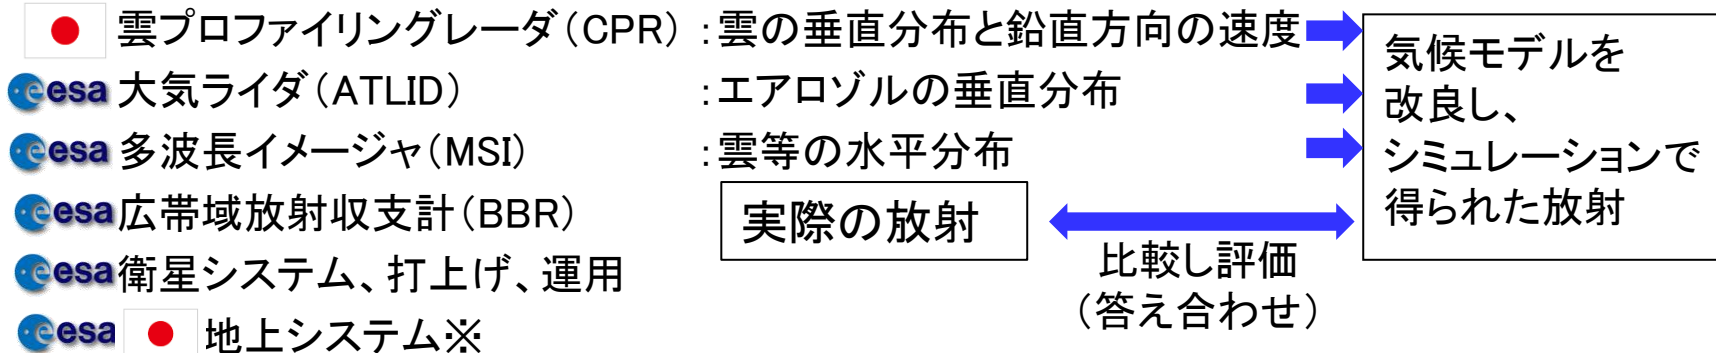 雲プロファイリングレーダ（CPR）：雲の垂直分布と鉛直方向の速度
esa 大気ライダ（ATLID）：エアロゾルの垂直分布
esa 多波長イメージャ（MSI）：雲等の水平分布
esa 広帯域放射収支計（BBR）
esa 衛星システム、打上げ、運用
esa 地上システム※
実際の放射
比較し評価
（答え合わせ）
気候モデルを
改良し、
シミュレーションで
得られた放射